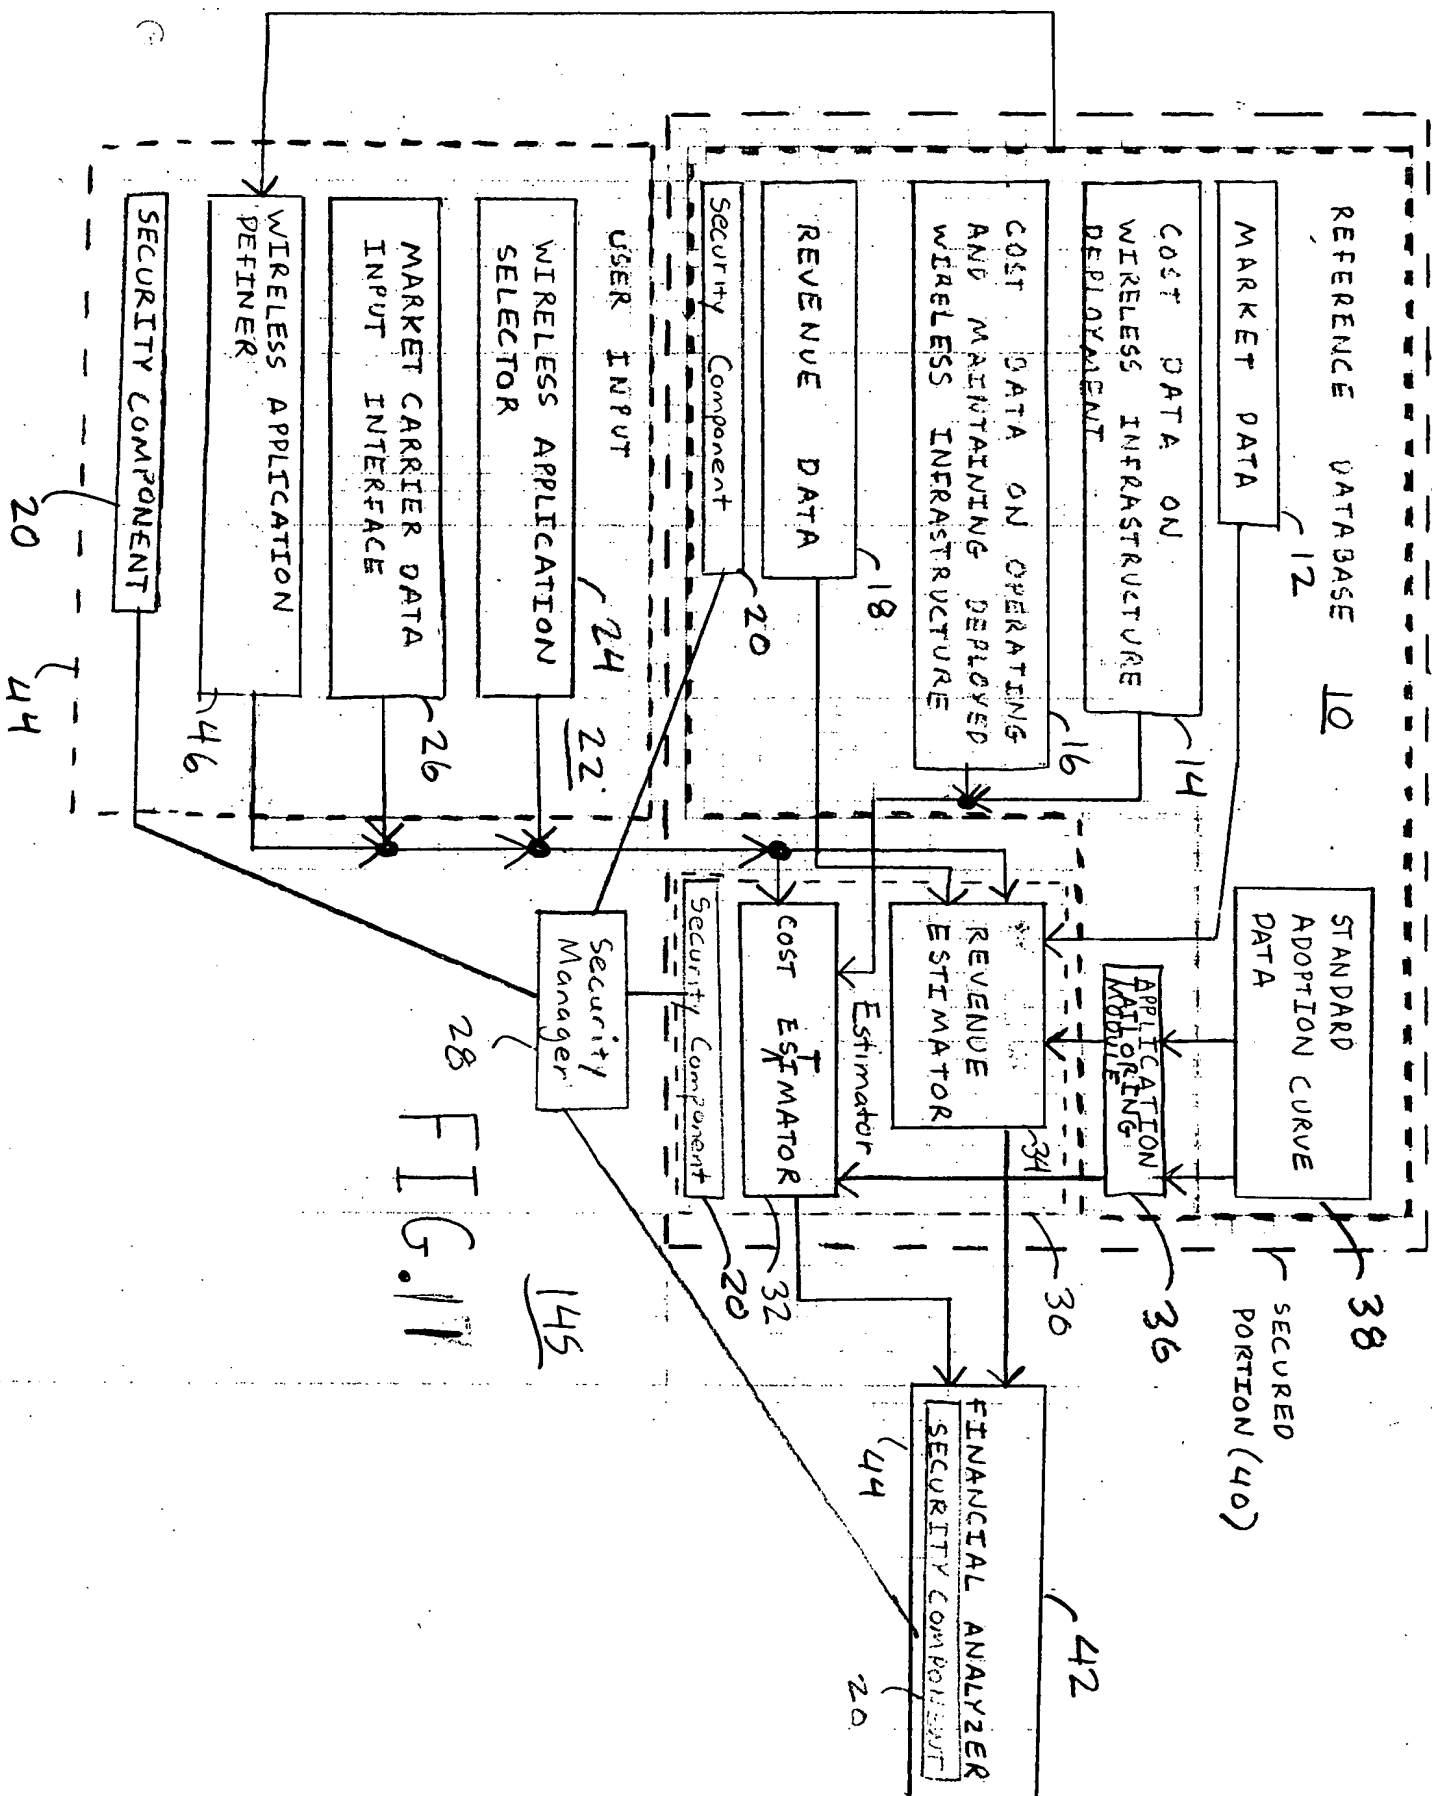 REFERENCE DATABASE 10
MARKET DATA
12
COST DATA ON
WIRELESS INFRASTRUCTURE
DEPLOYMENT
14
COST DATA ON OPERATING
AND MAINTAINING DEPLOYED
WIRELESS INFRASTRUCTURE
16
REVENUE DATA
18
Security Component
20
STANDARD
ADOPTION CURVE
DATA
38
APPLICATION
TAILORING
MODULE
36
SECURED
PORTION (40)
REVENUE
ESTIMATOR
34
Estimator
30
COST ESTIMATOR
T
32
Security Component
20
FINANCIAL ANALYZER
42
SECURITY COMPONENT
44
20
USER INPUT
22
WIRELESS APPLICATION
SELECTOR
24
MARKET CARRIER DATA
INPUT INTERFACE
26
WIRELESS APPLICATION
DEFINER
46
SECURITY COMPONENT
20
44
Security
Manager
28
145
FIG. 11